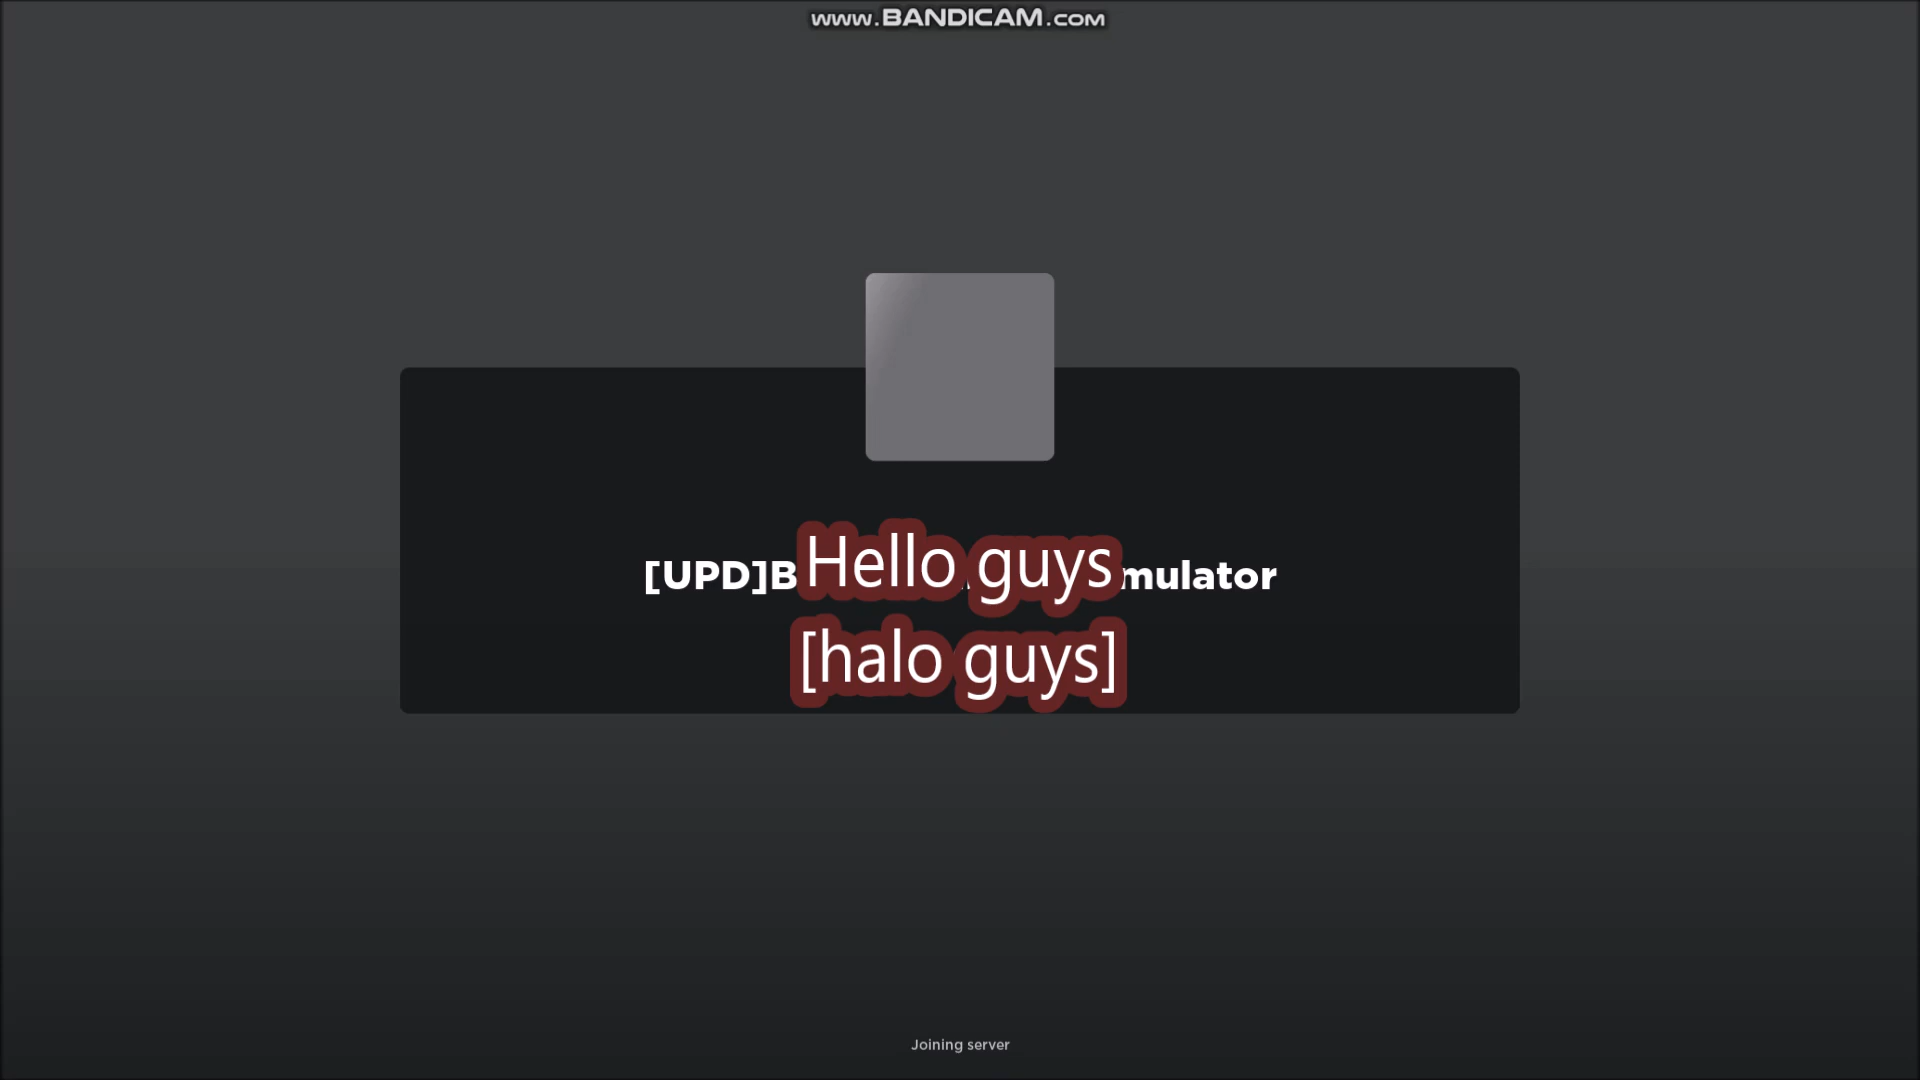 www.BANDICAM.com
Hello guys
[UPD]B mulator
[halo guys]
Joining server